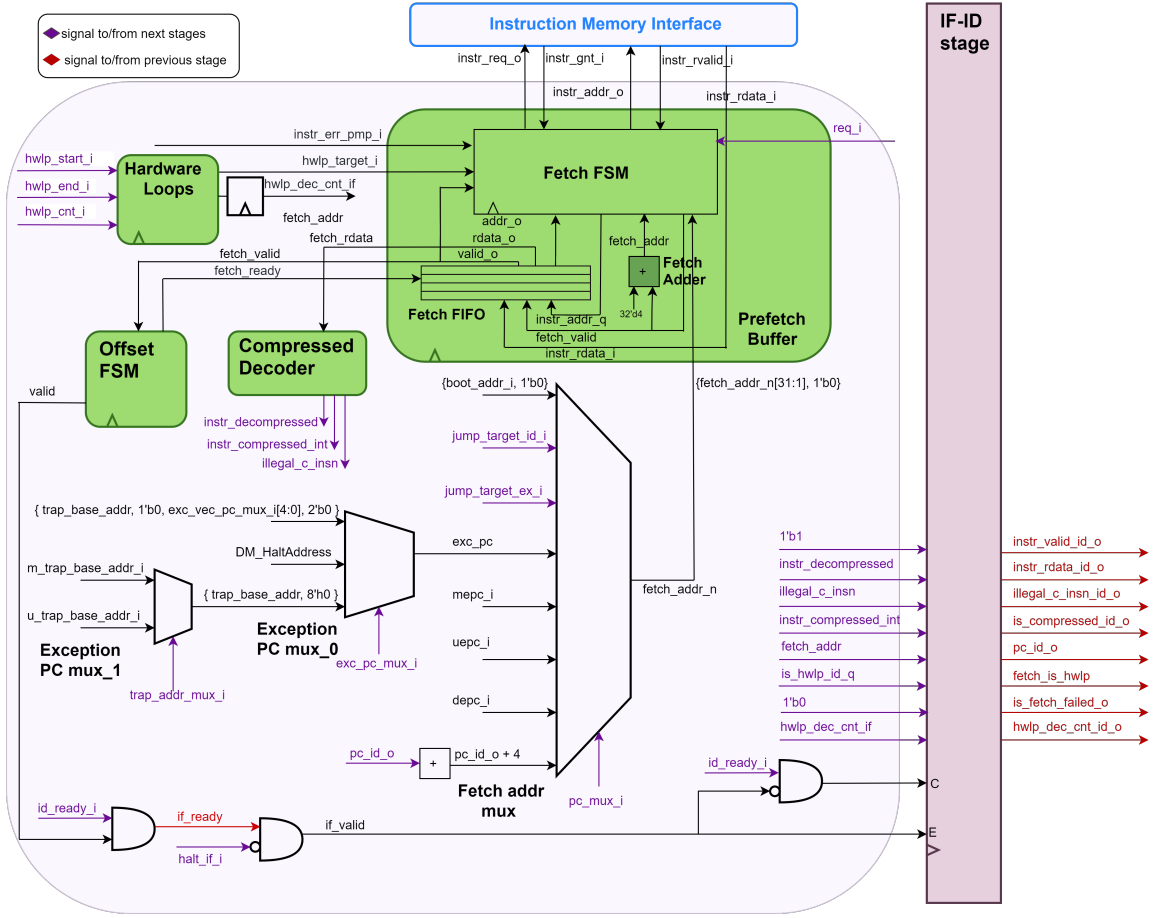 signal to/from next stages
signal to/from previous stage
Instruction Memory Interface
IF-ID
stage
instr_req_o
instr_gnt_i
instr_rvalid_i
instr_addr_o
instr_rdata_i
req_i
instr_err_pmp_i
hwlp_start_i
hwlp_end_i
hwlp_cnt_i
Hardware
Loops
hwlp_target_i
hwlp_dec_cnt_if
fetch_addr
Fetch FSM
addr_o
fetch_rdata
rdata_o
fetch_valid
valid_o
fetch_ready
fetch_addr
+
Fetch
Adder
32'd4
Fetch FIFO
instr_addr_q
fetch_valid
instr_rdata_i
Prefetch
Buffer
Offset
FSM
valid
Compressed
Decoder
instr_decompressed
instr_compressed_int
illegal_c_insn
{boot_addr_i, 1'b0}
{fetch_addr_n[31:1], 1'b0}
jump_target_id_i
jump_target_ex_i
{ trap_base_addr, 1'b0, exc_vec_pc_mux_i[4:0], 2'b0 }
DM_HaltAddress
exc_pc
m_trap_base_addr_i
{ trap_base_addr, 8'h0 }
u_trap_base_addr_i
Exception
PC mux_1
trap_addr_mux_i
Exception
PC mux_0
exc_pc_mux_i
mepc_i
uepc_i
depc_i
fetch_addr_n
pc_id_o
+
pc_id_o + 4
Fetch addr
mux
pc_mux_i
1'b1
instr_decompressed
illegal_c_insn
instr_compressed_int
fetch_addr
is_hwlp_id_q
1'b0
hwlp_dec_cnt_if
instr_valid_id_o
instr_rdata_id_o
illegal_c_insn_id_o
is_compressed_id_o
pc_id_o
fetch_is_hwlp
is_fetch_failed_o
hwlp_dec_cnt_id_o
id_ready_i
C
id_ready_i
if_ready
halt_if_i
if_valid
E